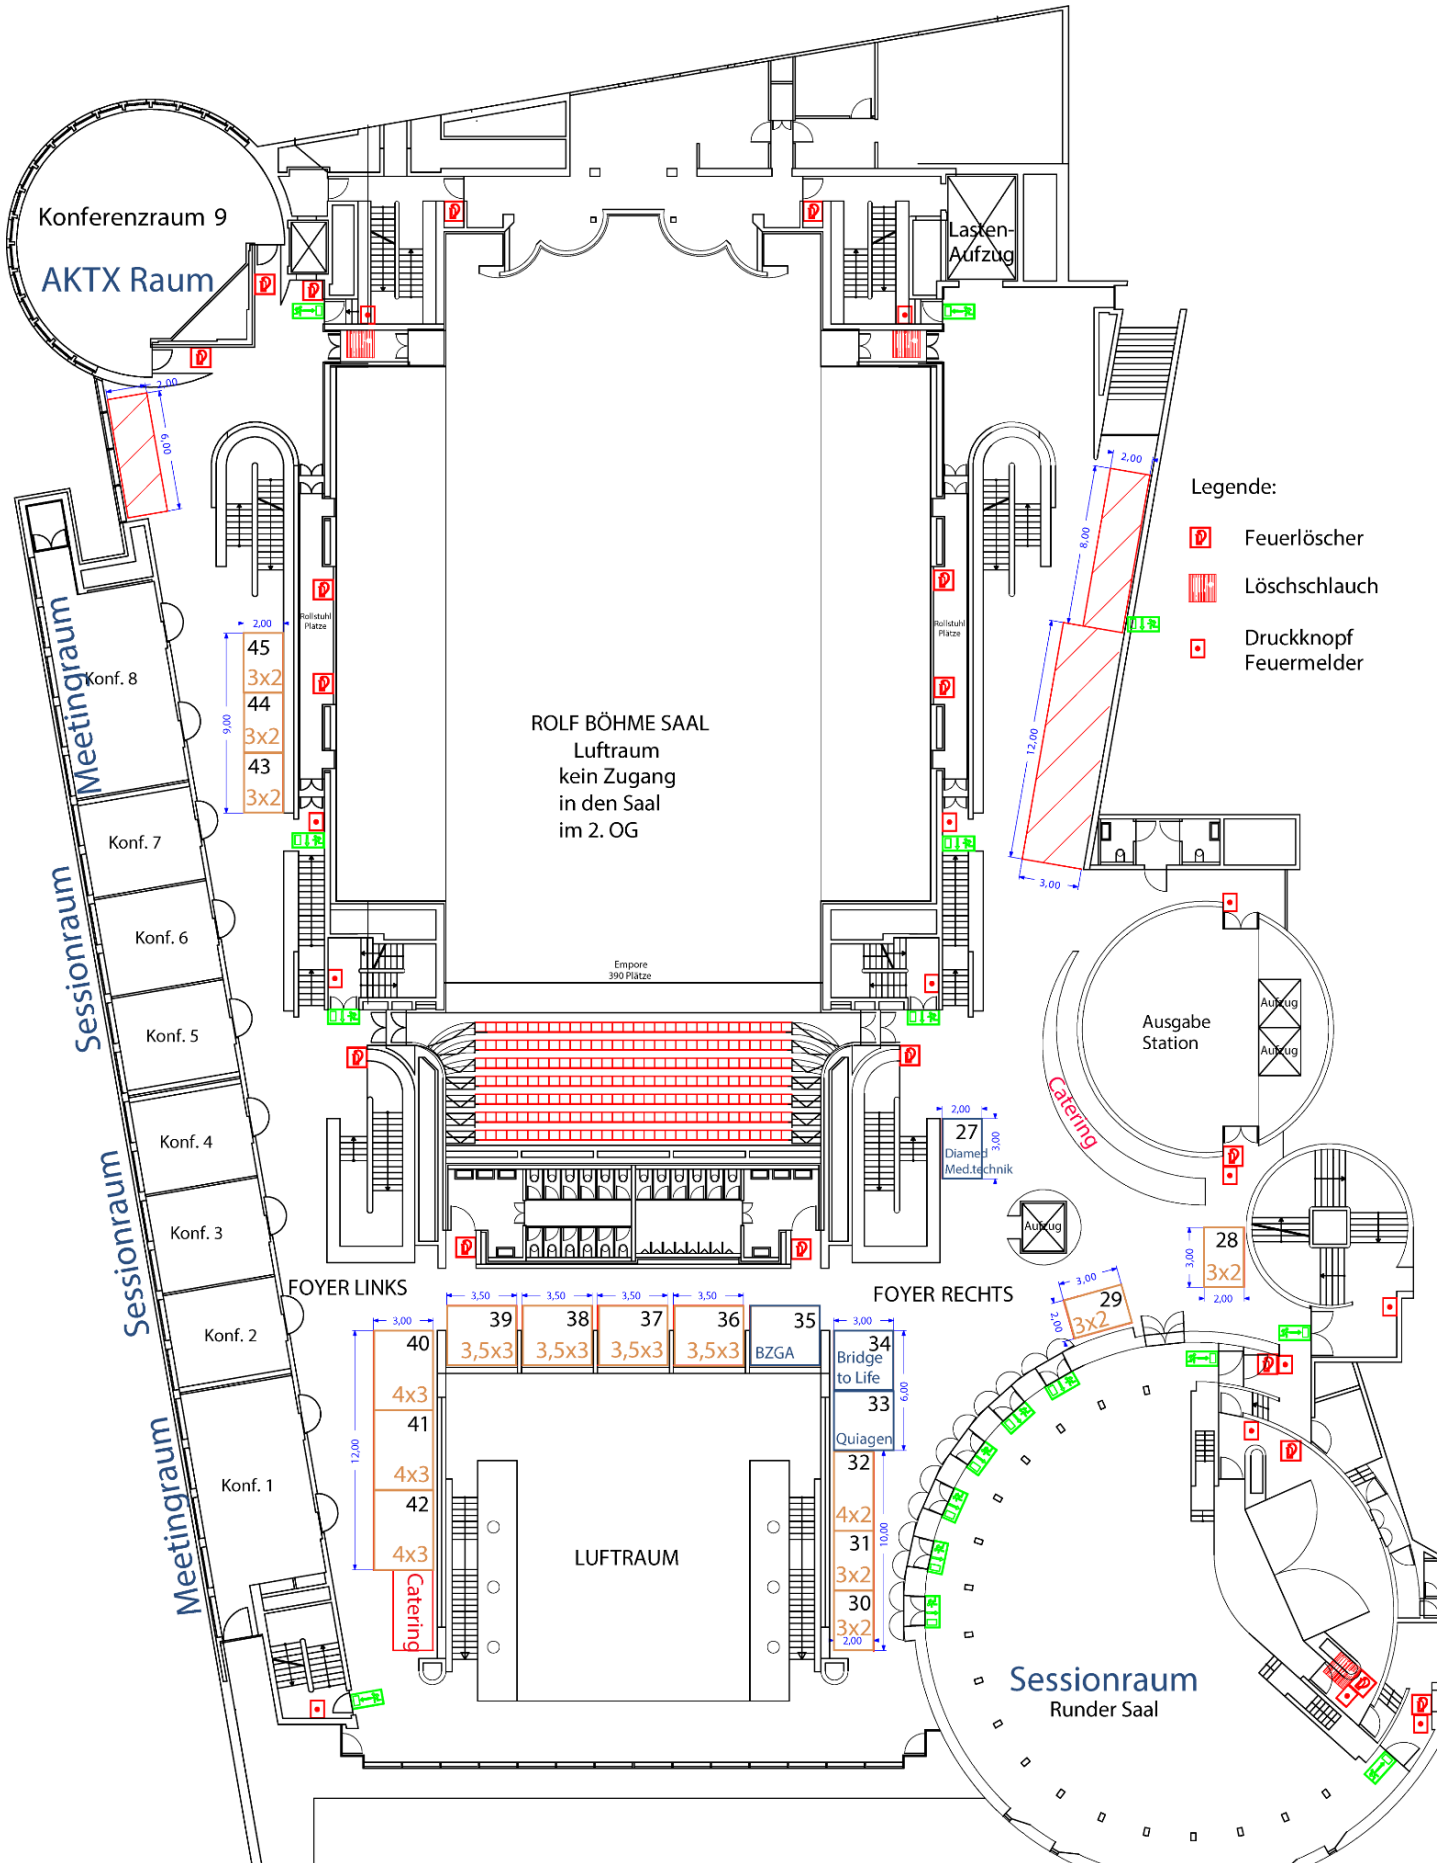 Konferenzraum 9
AKTX Raum
Lasten-
Aufzug
2,00
6,00
2,00
8,00
12,00
3,00
Legende:
Feuerlöscher
Löschschlauch
Druckknopf
Feuermelder
Rollstuhl
Plätze
Rollstuhl
Plätze
2,00
9,00
45
3x2
44
3x2
43
3x2
Meetingraum
Konf. 8
Konf. 7
Sessionraum
Konf. 6
Konf. 5
Konf. 4
Sessionraum
Konf. 3
Konf. 2
Meetingraum
Konf. 1
ROLF BÖHME SAAL
Luftraum
kein Zugang
in den Saal
im 2. OG
Empore
390 Plätze
Ausgabe
Station
Aufzug
Aufzug
Catering
2,00
3,00
27
Diamed
Med.technik
Aufzug
28
3x2
3,00
2,00
3,00
2,00
29
3x2
FOYER LINKS
FOYER RECHTS
3,50
3,50
3,50
3,50
39
3,5x3
38
3,5x3
37
3,5x3
36
3,5x3
35
BZGA
3,00
34
Bridge
to Life
6,00
33
Quiagen
32
4x2
10,00
31
3x2
30
3x2
2,00
3,00
12,00
40
4x3
41
4x3
42
4x3
Catering
LUFTRAUM
Sessionraum
Runder Saal